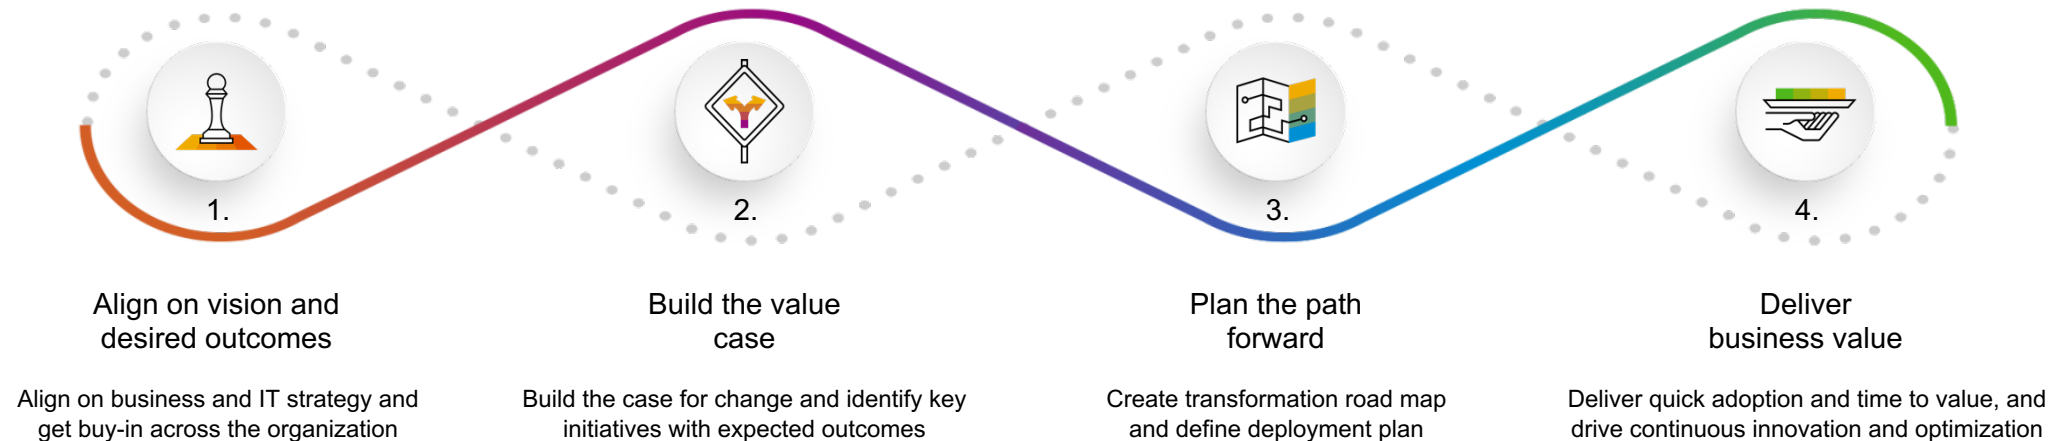 1.
Align on vision and
desired outcomes
Align on business and IT strategy and
get buy-in across the organization
2.
Build the value
case
Build the case for change and identify key
initiatives with expected outcomes
3.
Plan the path
forward
Create transformation road map
and define deployment plan
4.
Deliver
business value
Deliver quick adoption and time to value, and
drive continuous innovation and optimization